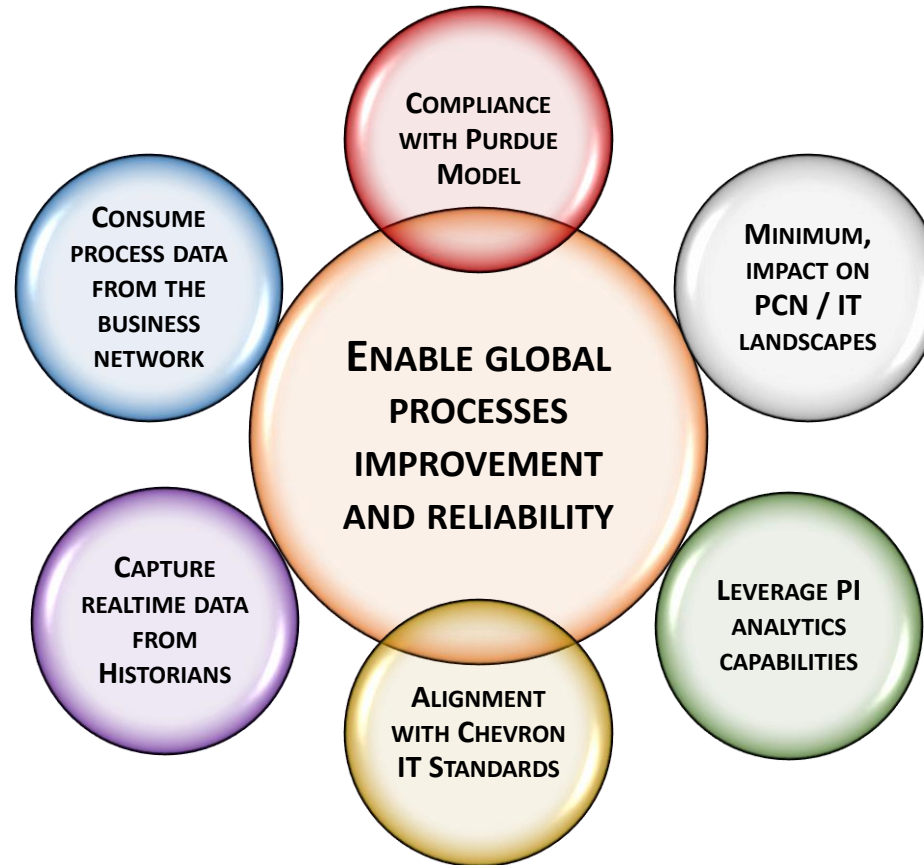 COMPLIANCE
WITH PURDUE
MODEL
CONSUME
PROCESS DATA
FROM THE
BUSINESS
NETWORK
MINIMUM,
IMPACT ON
PCN / IT
LANDSCAPES
ENABLE GLOBAL
PROCESSES
IMPROVEMENT
AND RELIABILITY
CAPTURE
REALTIME DATA
FROM
HISTORIANS
LEVERAGE PI
ANALYTICS
CAPABILITIES
ALIGNMENT
WITH CHEVRON
IT STANDARDS